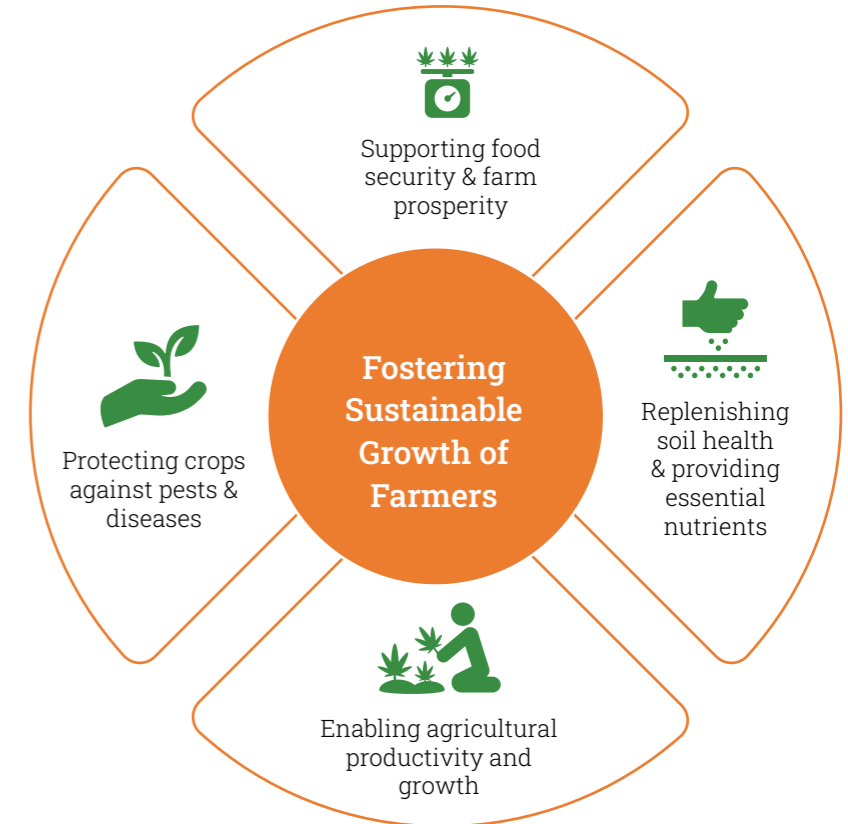 Supporting food
security & farm
prosperity
Protecting crops
against pests &
diseases
Fostering
Sustainable
Growth of
Farmers
Replenishing
soil health
& providing
essential
nutrients
Enabling agricultural
productivity and
growth